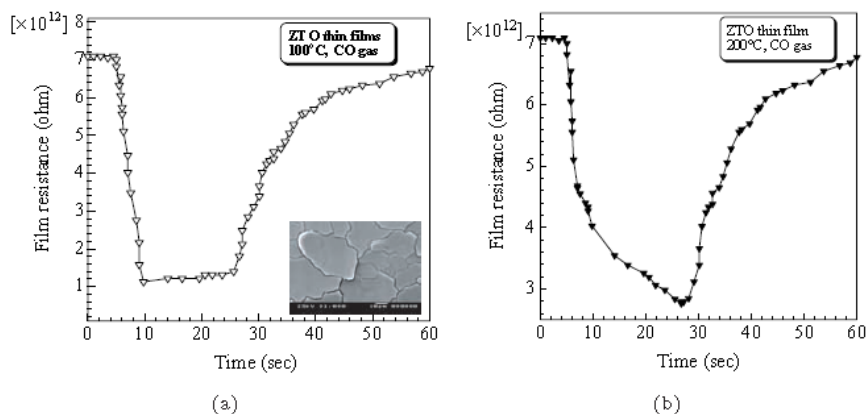 [×10¹²]
8
7
6
5
4
3
2
1
Film resistance (ohm)
ZTO thin films
100°C, CO gas
0
10
20
30
40
50
60
Time (sec)
(a)
[×10¹²]
7
6
5
4
3
Film resistance (ohm)
ZTO thin film
200°C, CO gas
0
10
20
30
40
50
60
Time (sec)
(b)